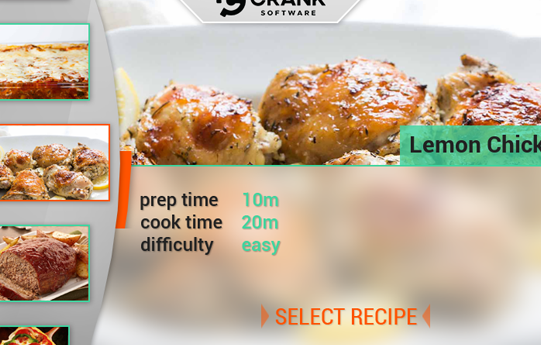 CRANK
SOFTWARE
Lemon Chick
prep time 10m
cook time 20m
difficulty easy
SELECT RECIPE